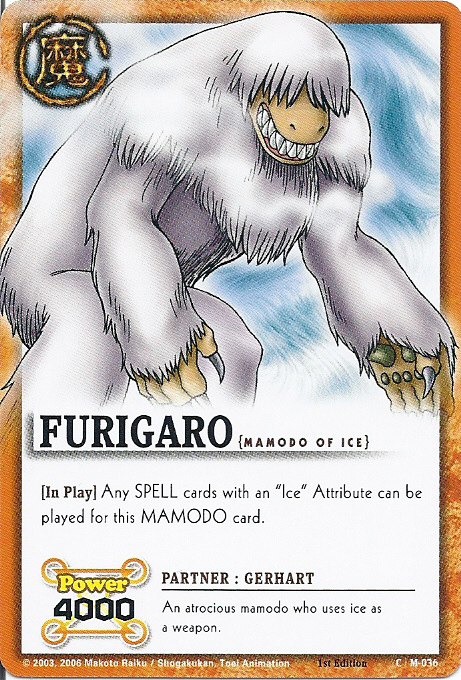 魔
FURIGARO {MAMODO OF ICE}
[In Play] Any SPELL cards with an "Ice" Attribute can be
played for this MAMODO card.
Power
4000
PARTNER : GERHART
An atrocious mamodo who uses ice as
a weapon.
© 2003, 2006 Makoto Raiku / Shogakukan, Toei Animation 1st Edition C M-036